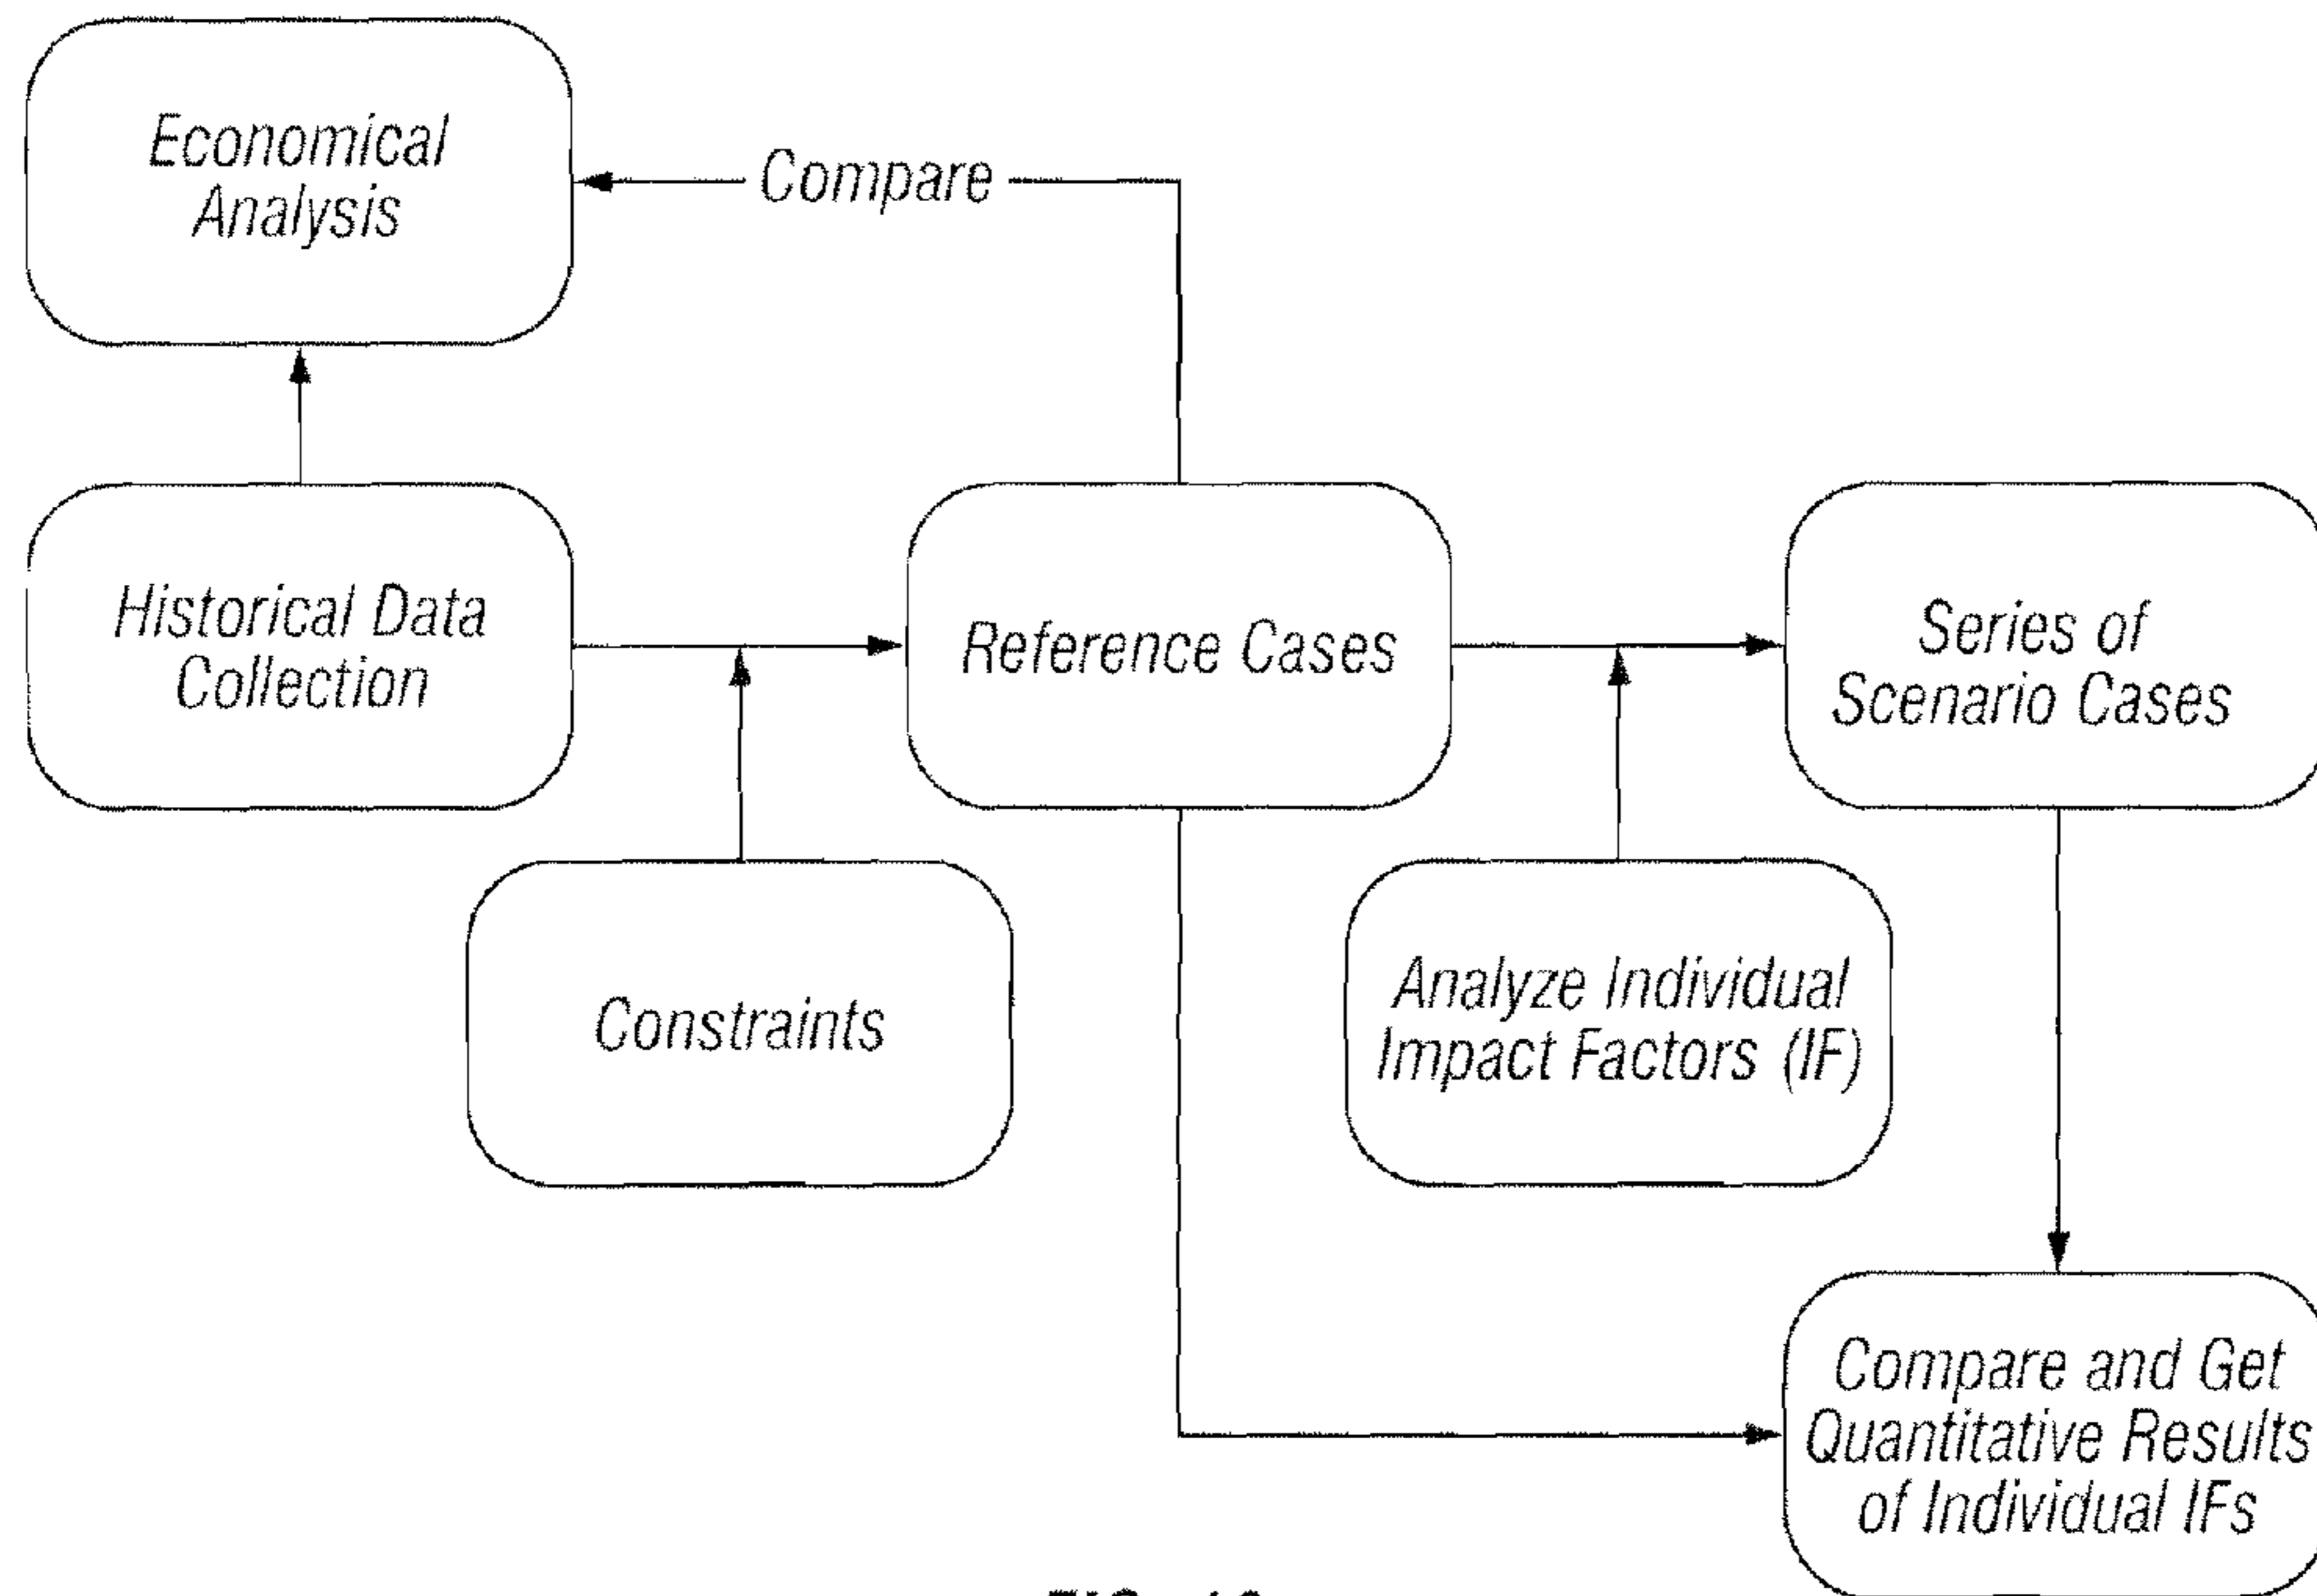 Economical
Analysis
Compare
Historical Data
Collection
Reference Cases
Series of
Scenario Cases
Constraints
Analyze Individual
Impact Factors (IF)
Compare and Get
Quantitative Results
of Individual IFs